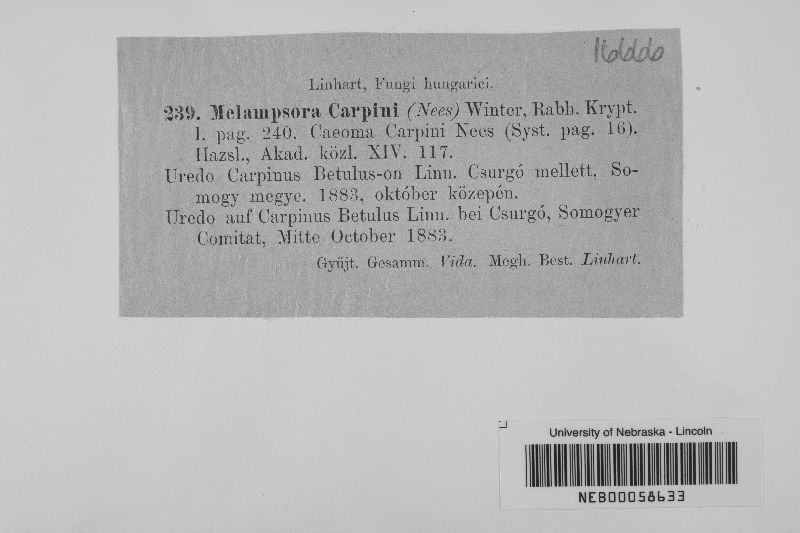 166660
Linhart, Fungi hungarici.
239. Melampsora Carpini (Nees) Winter, Rabh. Krypt.
I. pag. 240. Caeoma Carpini Nees (Syst. pag. 16).
Hazsl., Akad. közl. XIV. 117.
Uredo Carpinus Betulus-on Linn. Csurgó mellett. So-
mogy megye. 1883, október közepén.
Uredo auf Carpinus Betulus Linn. bei Csurgó, Somogyer
Comitat, Mitte October 1883.
Gyűjt. Gesamm. Vida. Megh. Best. Linhart.
University of Nebraska - Lincoln
NEB00058633